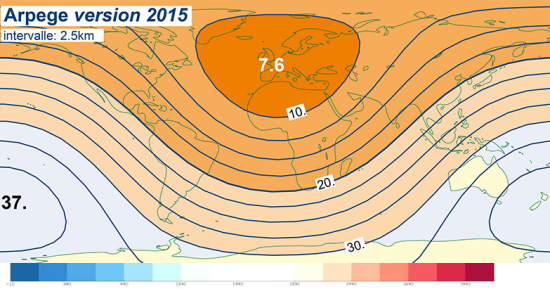 Arpege version 2015
intervalle: 2.5km
7.6
10.
20.
37.
30.